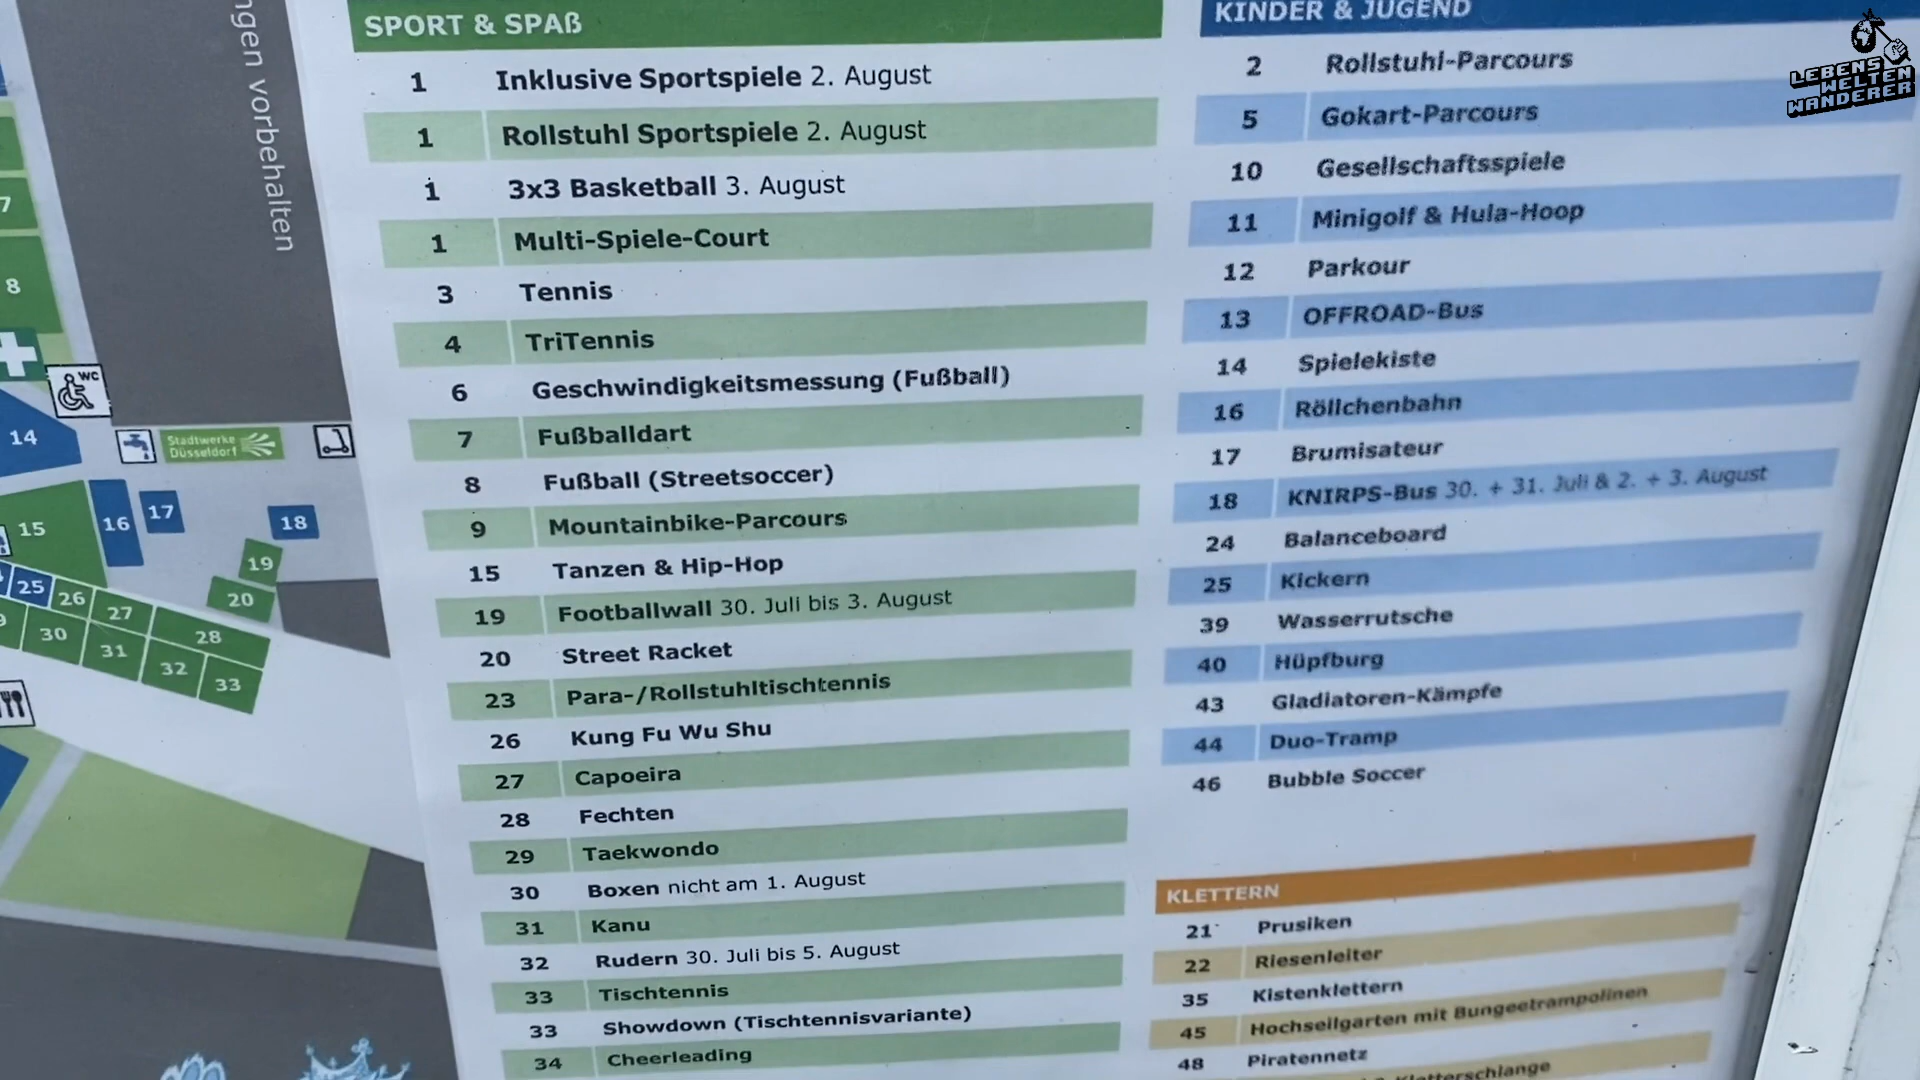 ngen vorbehalten
7
8
WC
14
Stadtwerke
Düsseldorf
15
16
17
18
19
20
25
26
27
28
30
31
32
33
SPORT & SPAß
1 Inklusive Sportspiele 2. August
1 Rollstuhl Sportspiele 2. August
1 3x3 Basketball 3. August
1 Multi-Spiele-Court
3 Tennis
4 TriTennis
6 Geschwindigkeitsmessung (Fußball)
7 Fußballdart
8 Fußball (Streetsoccer)
9 Mountainbike-Parcours
15 Tanzen & Hip-Hop
19 Footballwall 30. Juli bis 3. August
20 Street Racket
23 Para-/Rollstuhltischtennis
26 Kung Fu Wu Shu
27 Capoeira
28 Fechten
29 Taekwondo
30 Boxen nicht am 1. August
31 Kanu
32 Rudern 30. Juli bis 5. August
33 Tischtennis
33 Showdown (Tischtennisvariante)
34 Cheerleading
KINDER & JUGEND
2 Rollstuhl-Parcours
5 Gokart-Parcours
10 Gesellschaftsspiele
11 Minigolf & Hula-Hoop
12 Parkour
13 OFFROAD-Bus
14 Spielekiste
16 Röllchenbahn
17 Brumisateur
18 KNIRPS-Bus 30. + 31. Juli & 2. + 3. August
24 Balanceboard
25 Kickern
39 Wasserrutsche
40 Hüpfburg
43 Gladiatoren-Kämpfe
44 Duo-Tramp
46 Bubble Soccer
KLETTERN
21 Prusiken
22 Riesenleiter
35 Kistenklettern
45 Hochseilgarten mit Bungeetrampolinen
48 Piratennetz
Kletterschlange
LEBENS
WELTEN
WANDERER